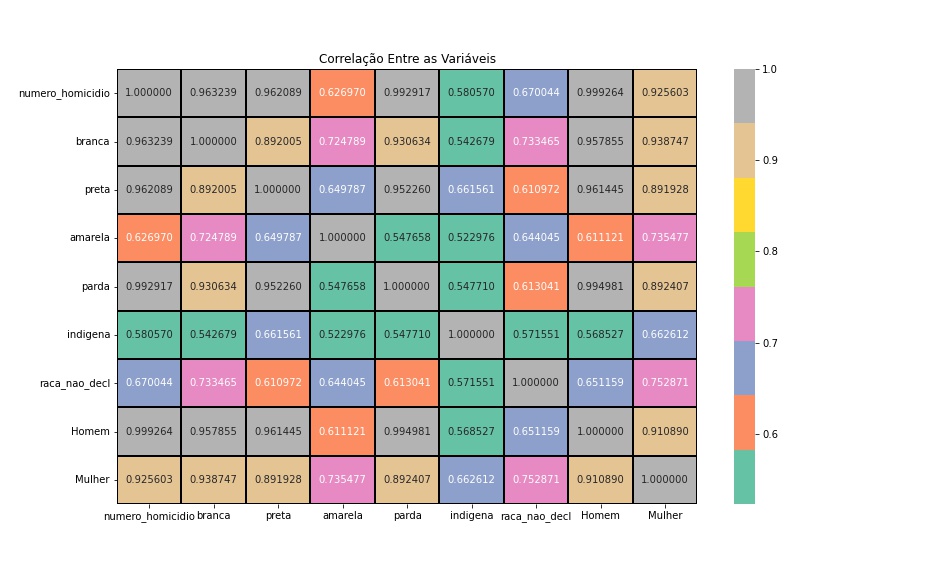 Correlação Entre as Variáveis
numero_homicidio 1.000000 0.963239 0.962089 0.626970 0.992917 0.580570 0.670044 0.999264 0.925603
branca 0.963239 1.000000 0.892005 0.724789 0.930634 0.542679 0.733465 0.957855 0.938747
preta 0.962089 0.892005 1.000000 0.649787 0.952260 0.661561 0.610972 0.961445 0.891928
amarela 0.626970 0.724789 0.649787 1.000000 0.547658 0.522976 0.644045 0.611121 0.735477
parda 0.992917 0.930634 0.952260 0.547658 1.000000 0.547710 0.613041 0.994981 0.892407
indigena 0.580570 0.542679 0.661561 0.522976 0.547710 1.000000 0.571551 0.568527 0.662612
raca_nao_decl 0.670044 0.733465 0.610972 0.644045 0.613041 0.571551 1.000000 0.651159 0.752871
Homem 0.999264 0.957855 0.961445 0.611121 0.994981 0.568527 0.651159 1.000000 0.910890
Mulher 0.925603 0.938747 0.891928 0.735477 0.892407 0.662612 0.752871 0.910890 1.000000
numero_homicidio branca preta amarela parda indigena raca_nao_decl Homem Mulher
1.0
0.9
0.8
0.7
0.6